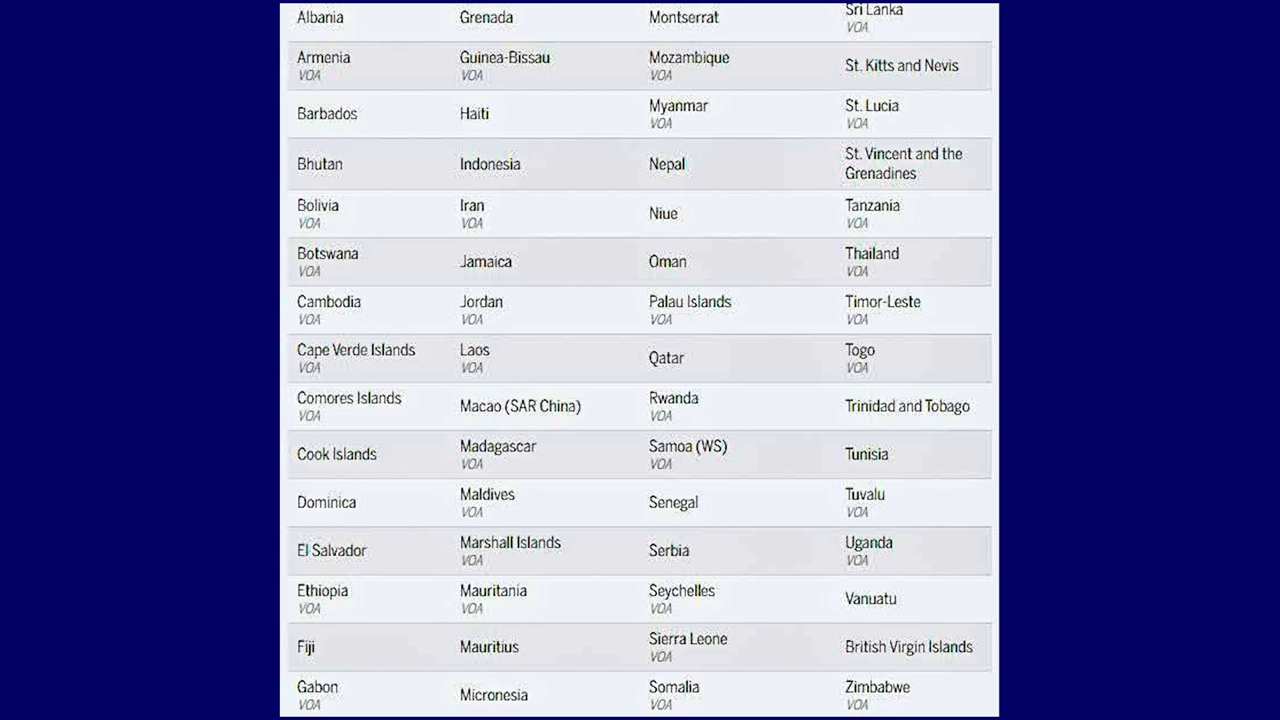 Albania Grenada Montserrat Sri Lanka
VOA
Armenia Guinea-Bissau Mozambique St. Kitts and Nevis
VOA VOA VOA
Barbados Haiti Myanmar St. Lucia
VOA VOA
Bhutan Indonesia Nepal St. Vincent and the
Grenadines
Bolivia Iran Niue Tanzania
VOA VOA VOA
Botswana Jamaica Oman Thailand
VOA VOA
Cambodia Jordan Palau Islands Timor-Leste
VOA VOA VOA VOA
Cape Verde Islands Laos Qatar Togo
VOA VOA VOA
Comores Islands Macao (SAR China) Rwanda Trinidad and Tobago
VOA VOA
Cook Islands Madagascar Samoa (WS) Tunisia
VOA VOA
Dominica Maldives Senegal Tuvalu
VOA VOA
El Salvador Marshall Islands Serbia Uganda
VOA VOA
Ethiopia Mauritania Seychelles Vanuatu
VOA VOA VOA
Fiji Mauritius Sierra Leone British Virgin Islands
VOA
Gabon Micronesia Somalia Zimbabwe
VOA VOA VOA